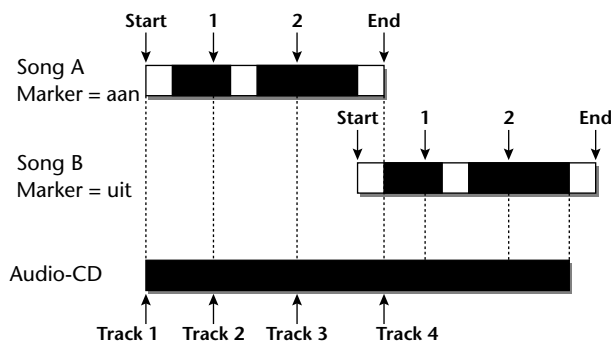 Start 1 2 End
Song A
Marker = aan
Start 1 2 End
Song B
Marker = uit
Audio-CD
Track 1 Track 2 Track 3 Track 4